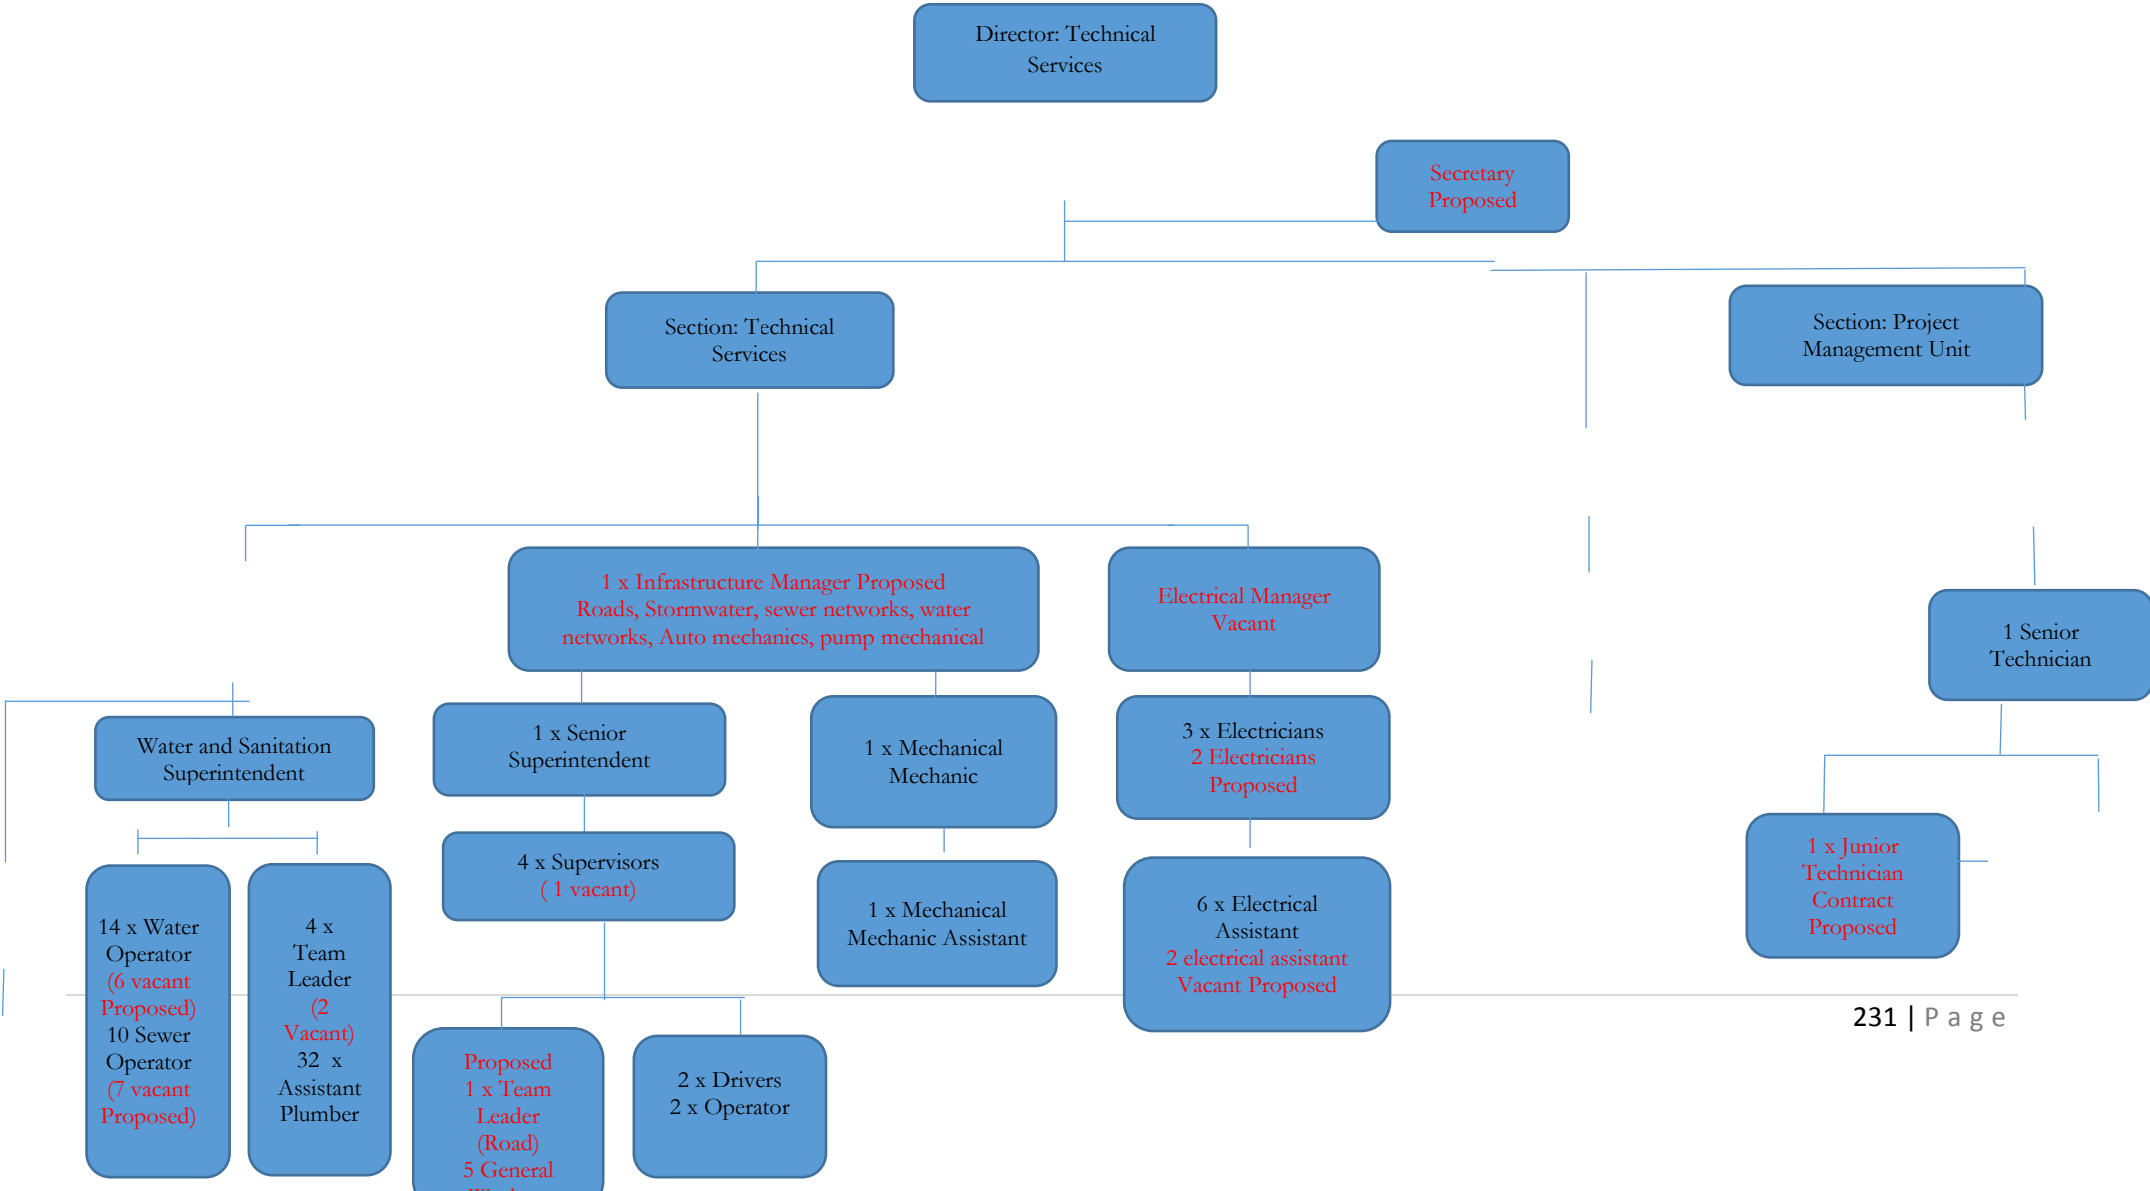 Director: Technical
Services
Secretary
Proposed
Section: Technical
Services
Section: Project
Management Unit
1 x Infrastructure Manager Proposed
Roads, Stormwater, sewer networks, water
networks, Auto mechanics, pump mechanical
Electrical Manager
Vacant
1 Senior
Technician
Water and Sanitation
Superintendent
1 x Senior
Superintendent
1 x Mechanical
Mechanic
3 x Electricians
2 Electricians
Proposed
4 x Supervisors
( 1 vacant)
1 x Mechanical
Mechanic Assistant
6 x Electrical
Assistant
2 electrical assistant
Vacant Proposed
1 x Junior
Technician
Contract
Proposed
14 x Water
Operator
(6 vacant
Proposed)
10 Sewer
Operator
(7 vacant
Proposed)
4 x
Team
Leader
(2
Vacant)
32 x
Assistant
Plumber
Proposed
1 x Team
Leader
(Road)
5 General
2 x Drivers
2 x Operator
231 | P a g e